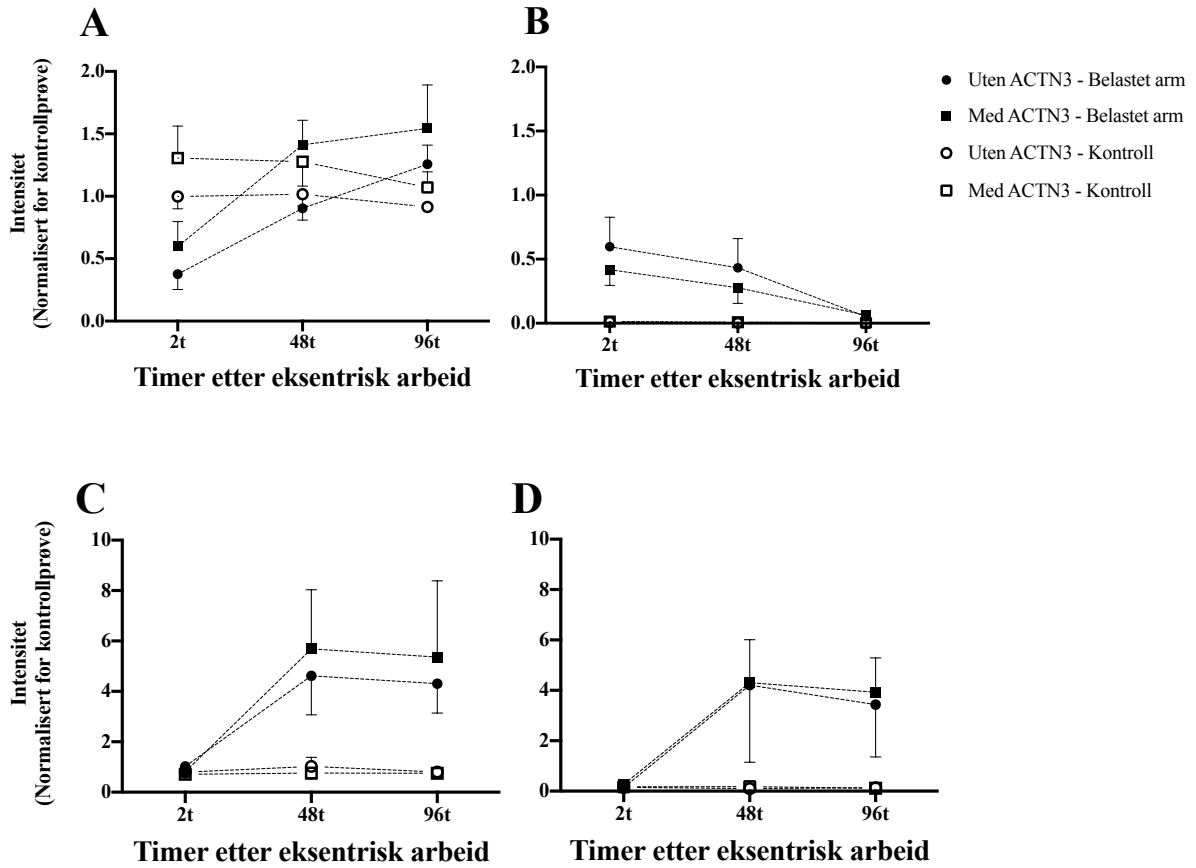 A
B
Intensitet
(Normalisert for kontrollprøve)
2.0
1.5
1.0
0.5
0.0
2t
48t
96t
Timer etter eksentrisk arbeid
2.0
1.5
1.0
0.5
0.0
2t
48t
96t
Timer etter eksentrisk arbeid
Uten ACTN3 - Belastet arm
Med ACTN3 - Belastet arm
Uten ACTN3 - Kontroll
Med ACTN3 - Kontroll
C
D
Intensitet
(Normalisert for kontrollprøve)
10
8
6
4
2
0
2t
48t
96t
Timer etter eksentrisk arbeid
10
8
6
4
2
0
2t
48t
96t
Timer etter eksentrisk arbeid